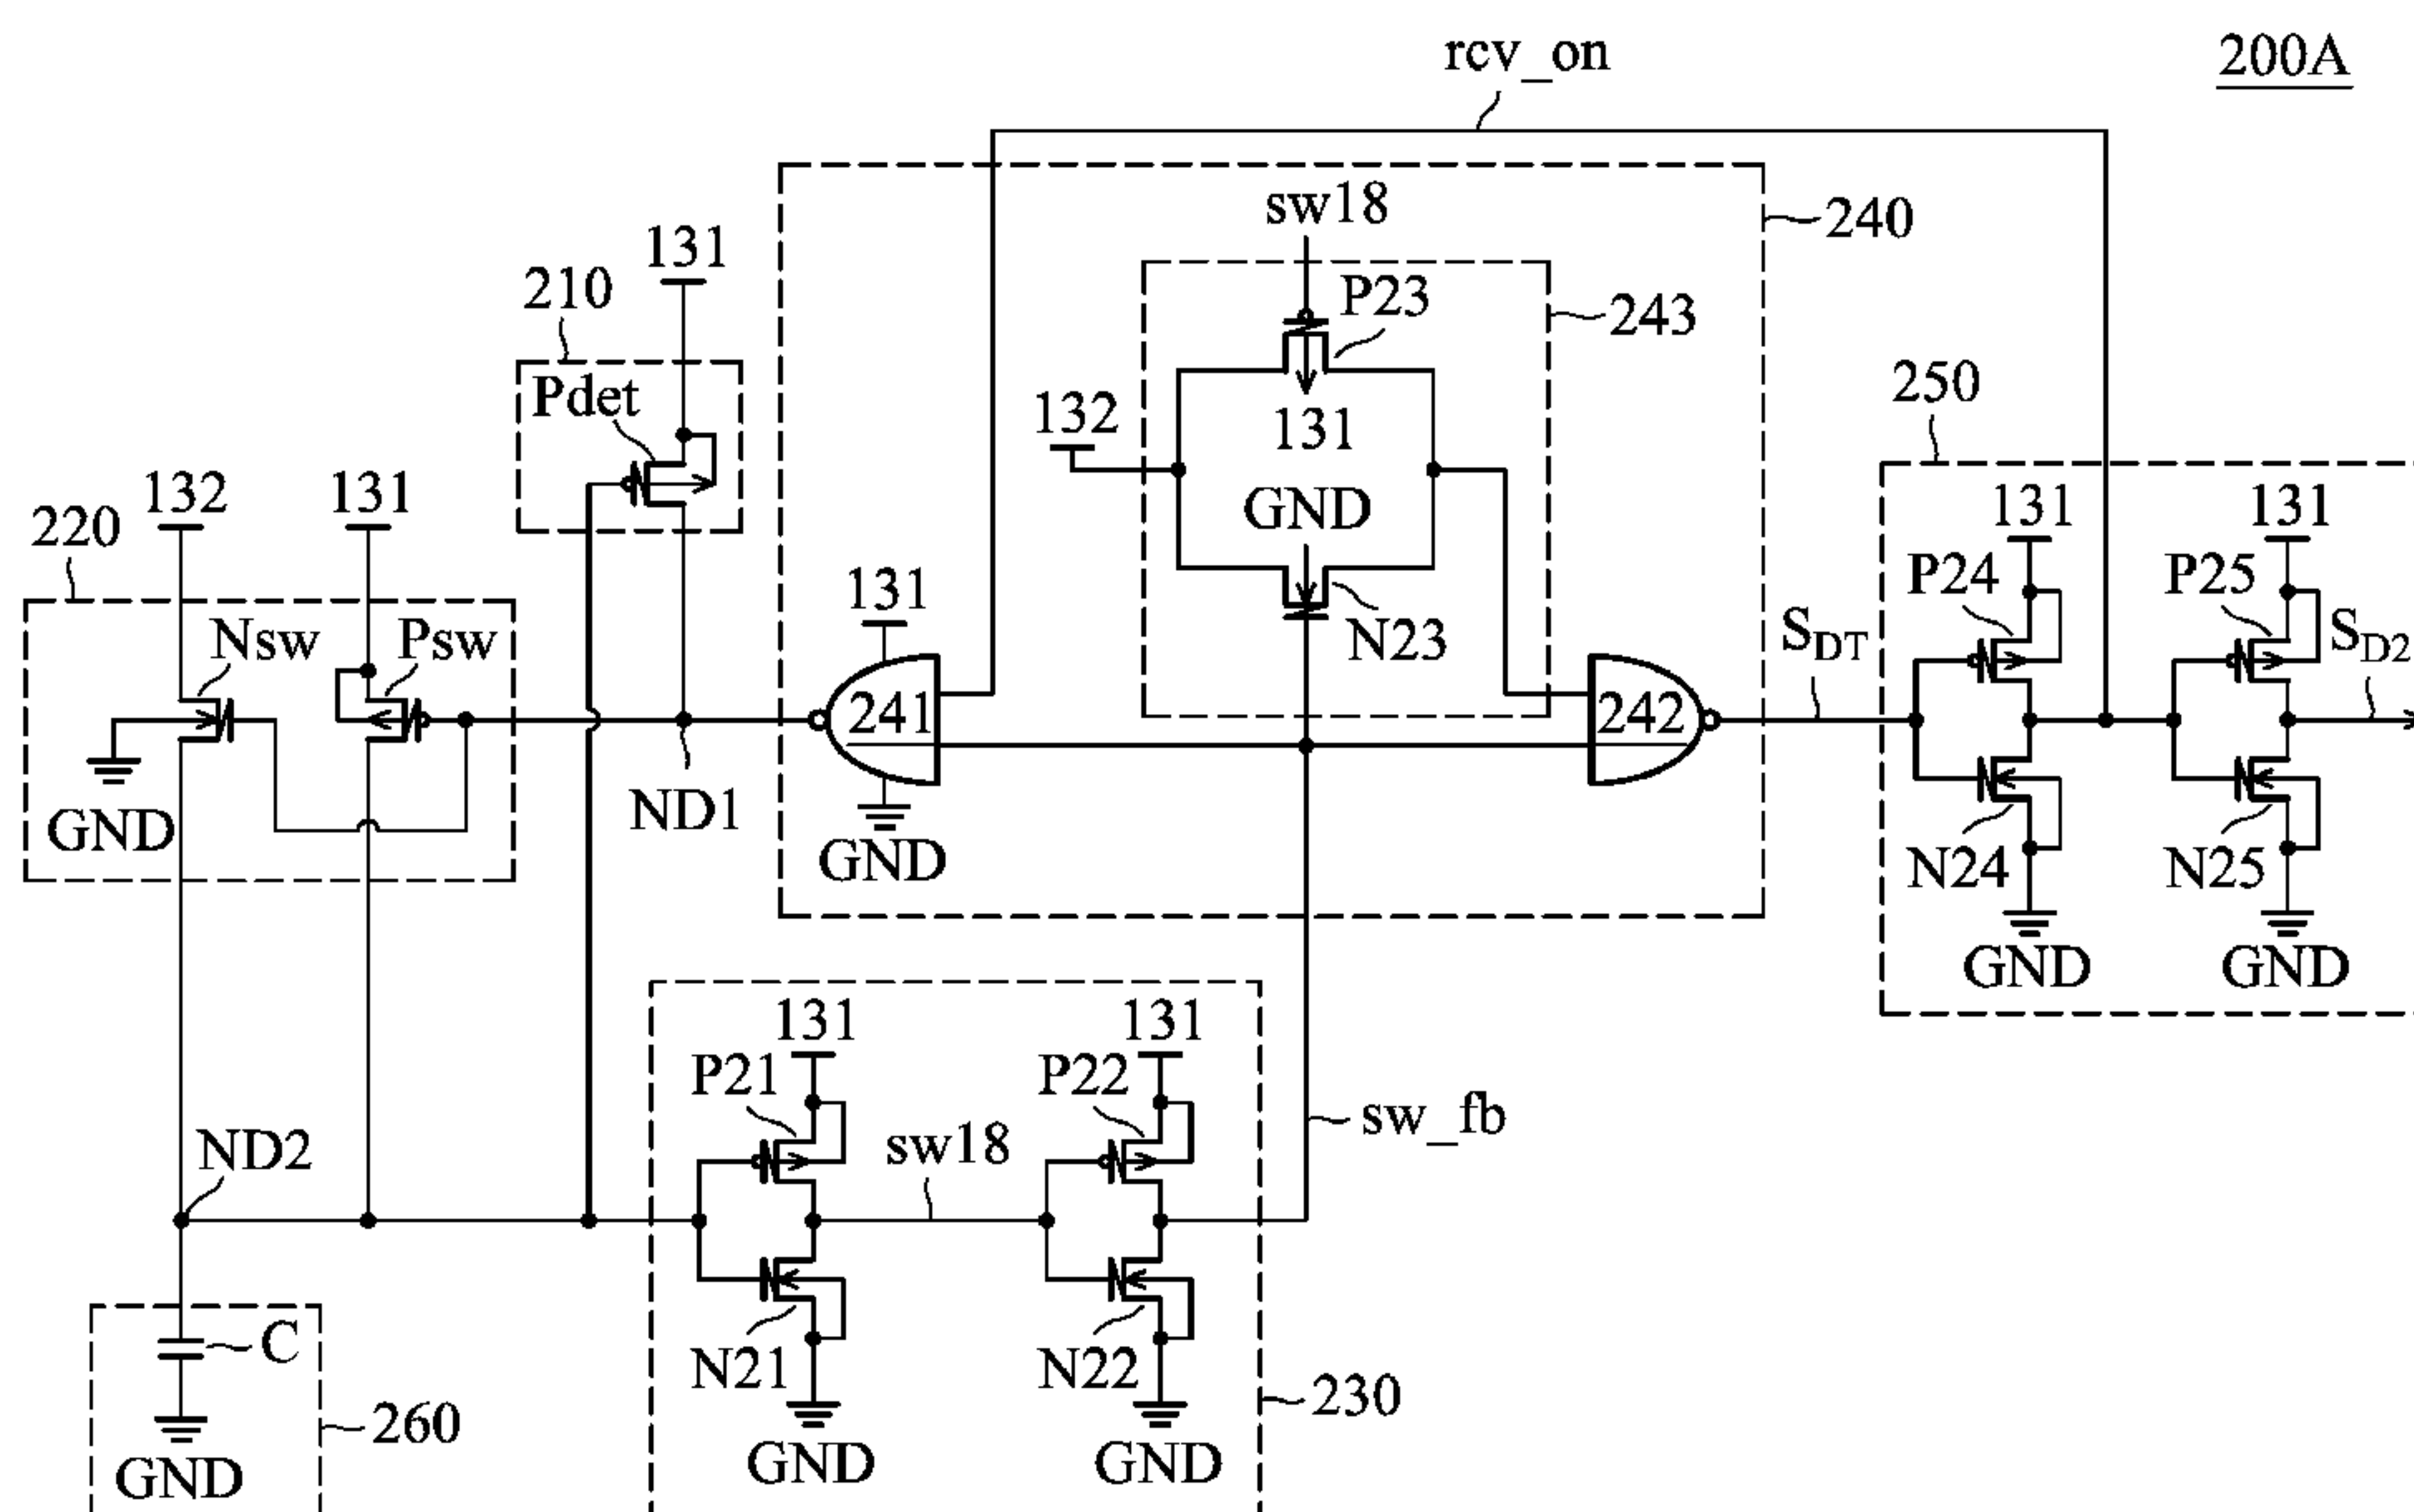 rcv_on
200A
sw18
240
131
210
P23
243
Pdet
131
132
250
GND
132
131
131
131
220
131
P24
P25
Nsw
Psw
N23
SDT
SD2
241
242
ND1
GND
GND
N24
N25
GND
GND
131
131
P21
P22
sw_fb
ND2
sw18
C
N21
N22
230
260
GND
GND
GND